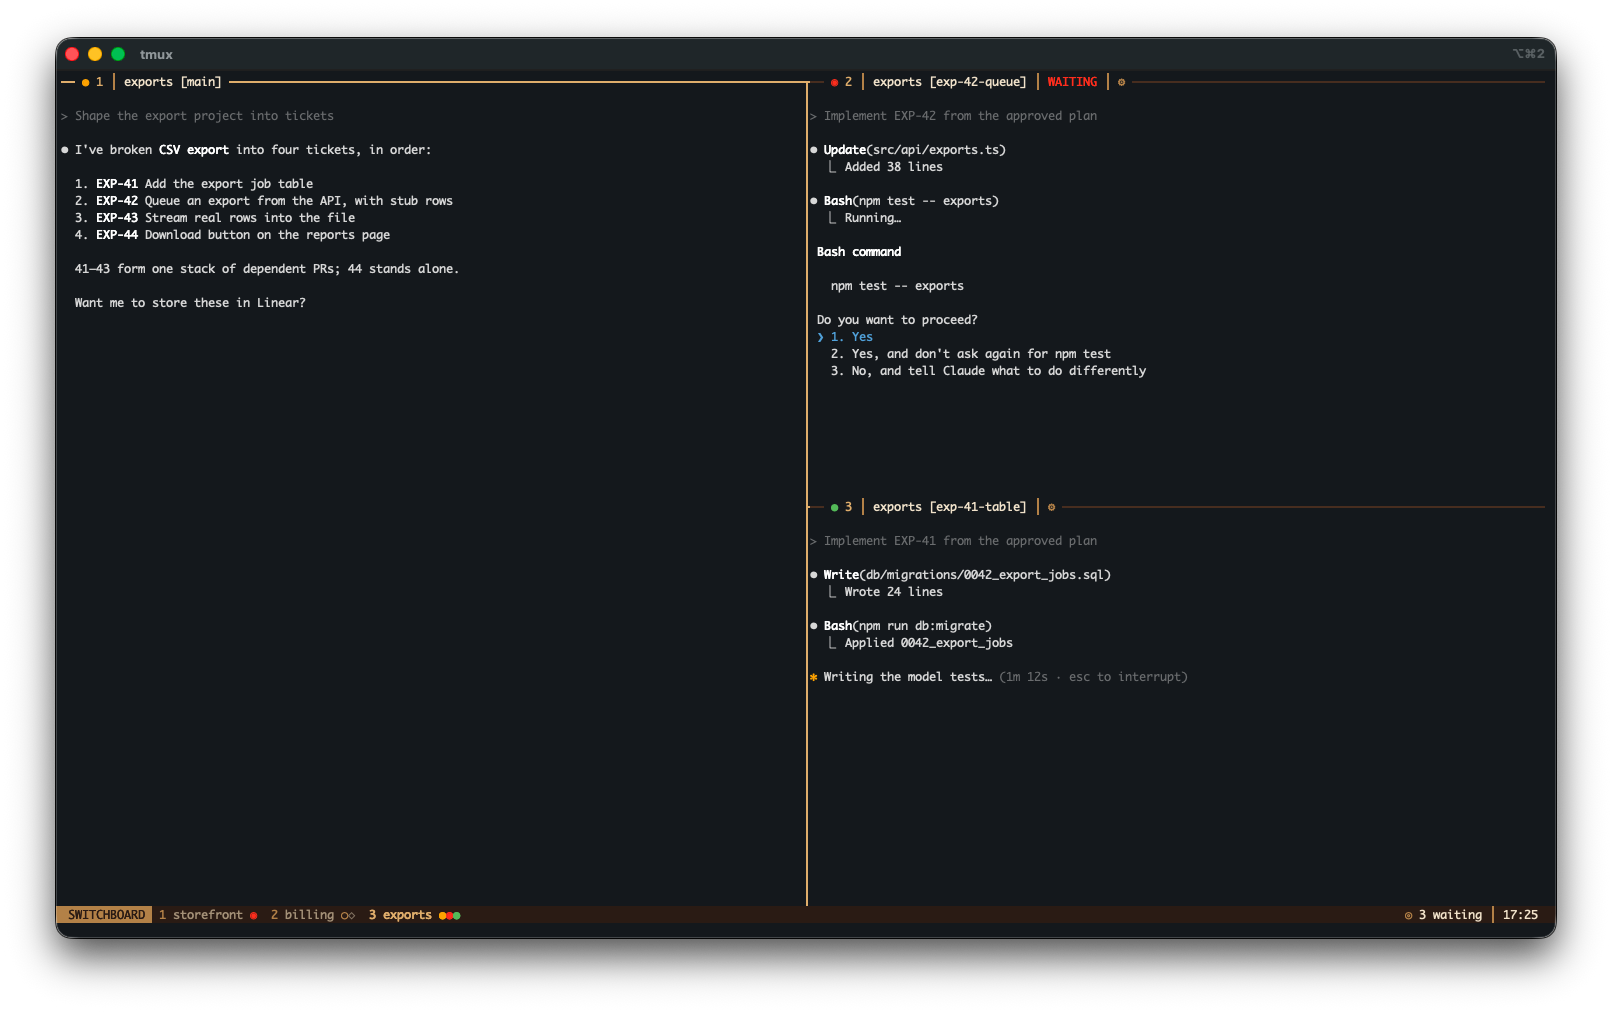 tmux
⌥⌘2
● 1 │ exports [main]
> Shape the export project into tickets
● I've broken CSV export into four tickets, in order:
1. EXP-41 Add the export job table
2. EXP-42 Queue an export from the API, with stub rows
3. EXP-43 Stream real rows into the file
4. EXP-44 Download button on the reports page
41–43 form one stack of dependent PRs; 44 stands alone.
Want me to store these in Linear?
● 2 │ exports [exp-42-queue] │ WAITING │ ⚙
> Implement EXP-42 from the approved plan
● Update(src/api/exports.ts)
⎿ Added 38 lines
● Bash(npm test -- exports)
⎿ Running…
Bash command
npm test -- exports
Do you want to proceed?
❯ 1. Yes
2. Yes, and don't ask again for npm test
3. No, and tell Claude what to do differently
● 3 │ exports [exp-41-table] │ ⚙
> Implement EXP-41 from the approved plan
● Write(db/migrations/0042_export_jobs.sql)
⎿ Wrote 24 lines
● Bash(npm run db:migrate)
⎿ Applied 0042_export_jobs
✱ Writing the model tests… (1m 12s · esc to interrupt)
SWITCHBOARD 1 storefront ● 2 billing ○◇ 3 exports ●●● ◎ 3 waiting │ 17:25